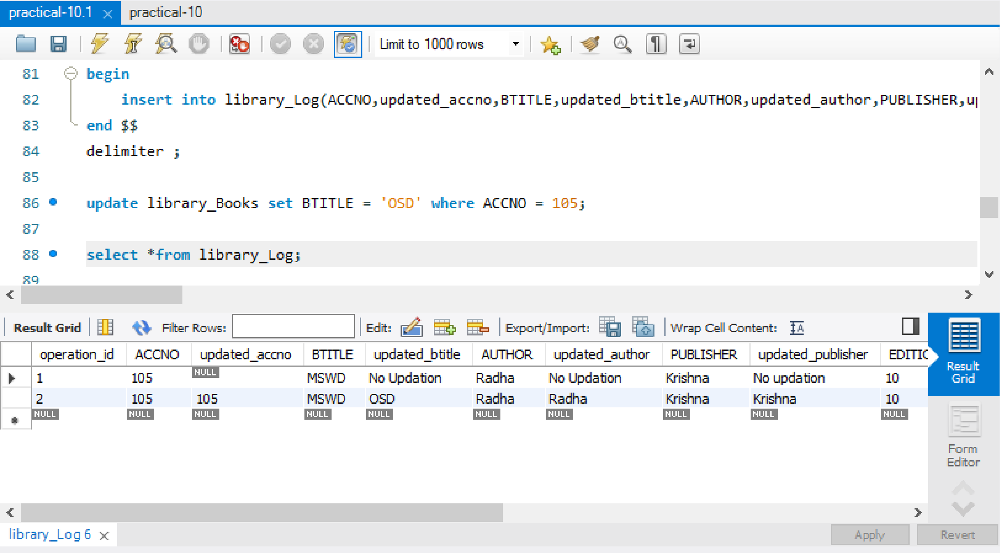 practical-10.1 practical-10
Limit to 1000 rows
81 begin
82 insert into library_Log(ACCNO,updated_accno,BTITLE,updated_btitle,AUTHOR,updated_author,PUBLISHER,up
83 end $$
84 delimiter ;
85
86 update library_Books set BTITLE = 'OSD' where ACCNO = 105;
87
88 select *from library_Log;
89
Result Grid Filter Rows: Edit: Export/Import: Wrap Cell Content:
operation_id ACCNO updated_accno BTITLE updated_btitle AUTHOR updated_author PUBLISHER updated_publisher EDITIO
1 105 NULL MSWD No Updation Radha No Updation Krishna No updation 10
2 105 105 MSWD OSD Radha Radha Krishna Krishna 10
NULL NULL NULL NULL NULL NULL NULL NULL NULL NULL
Result
Grid
Form
Editor
library_Log 6 Apply Revert